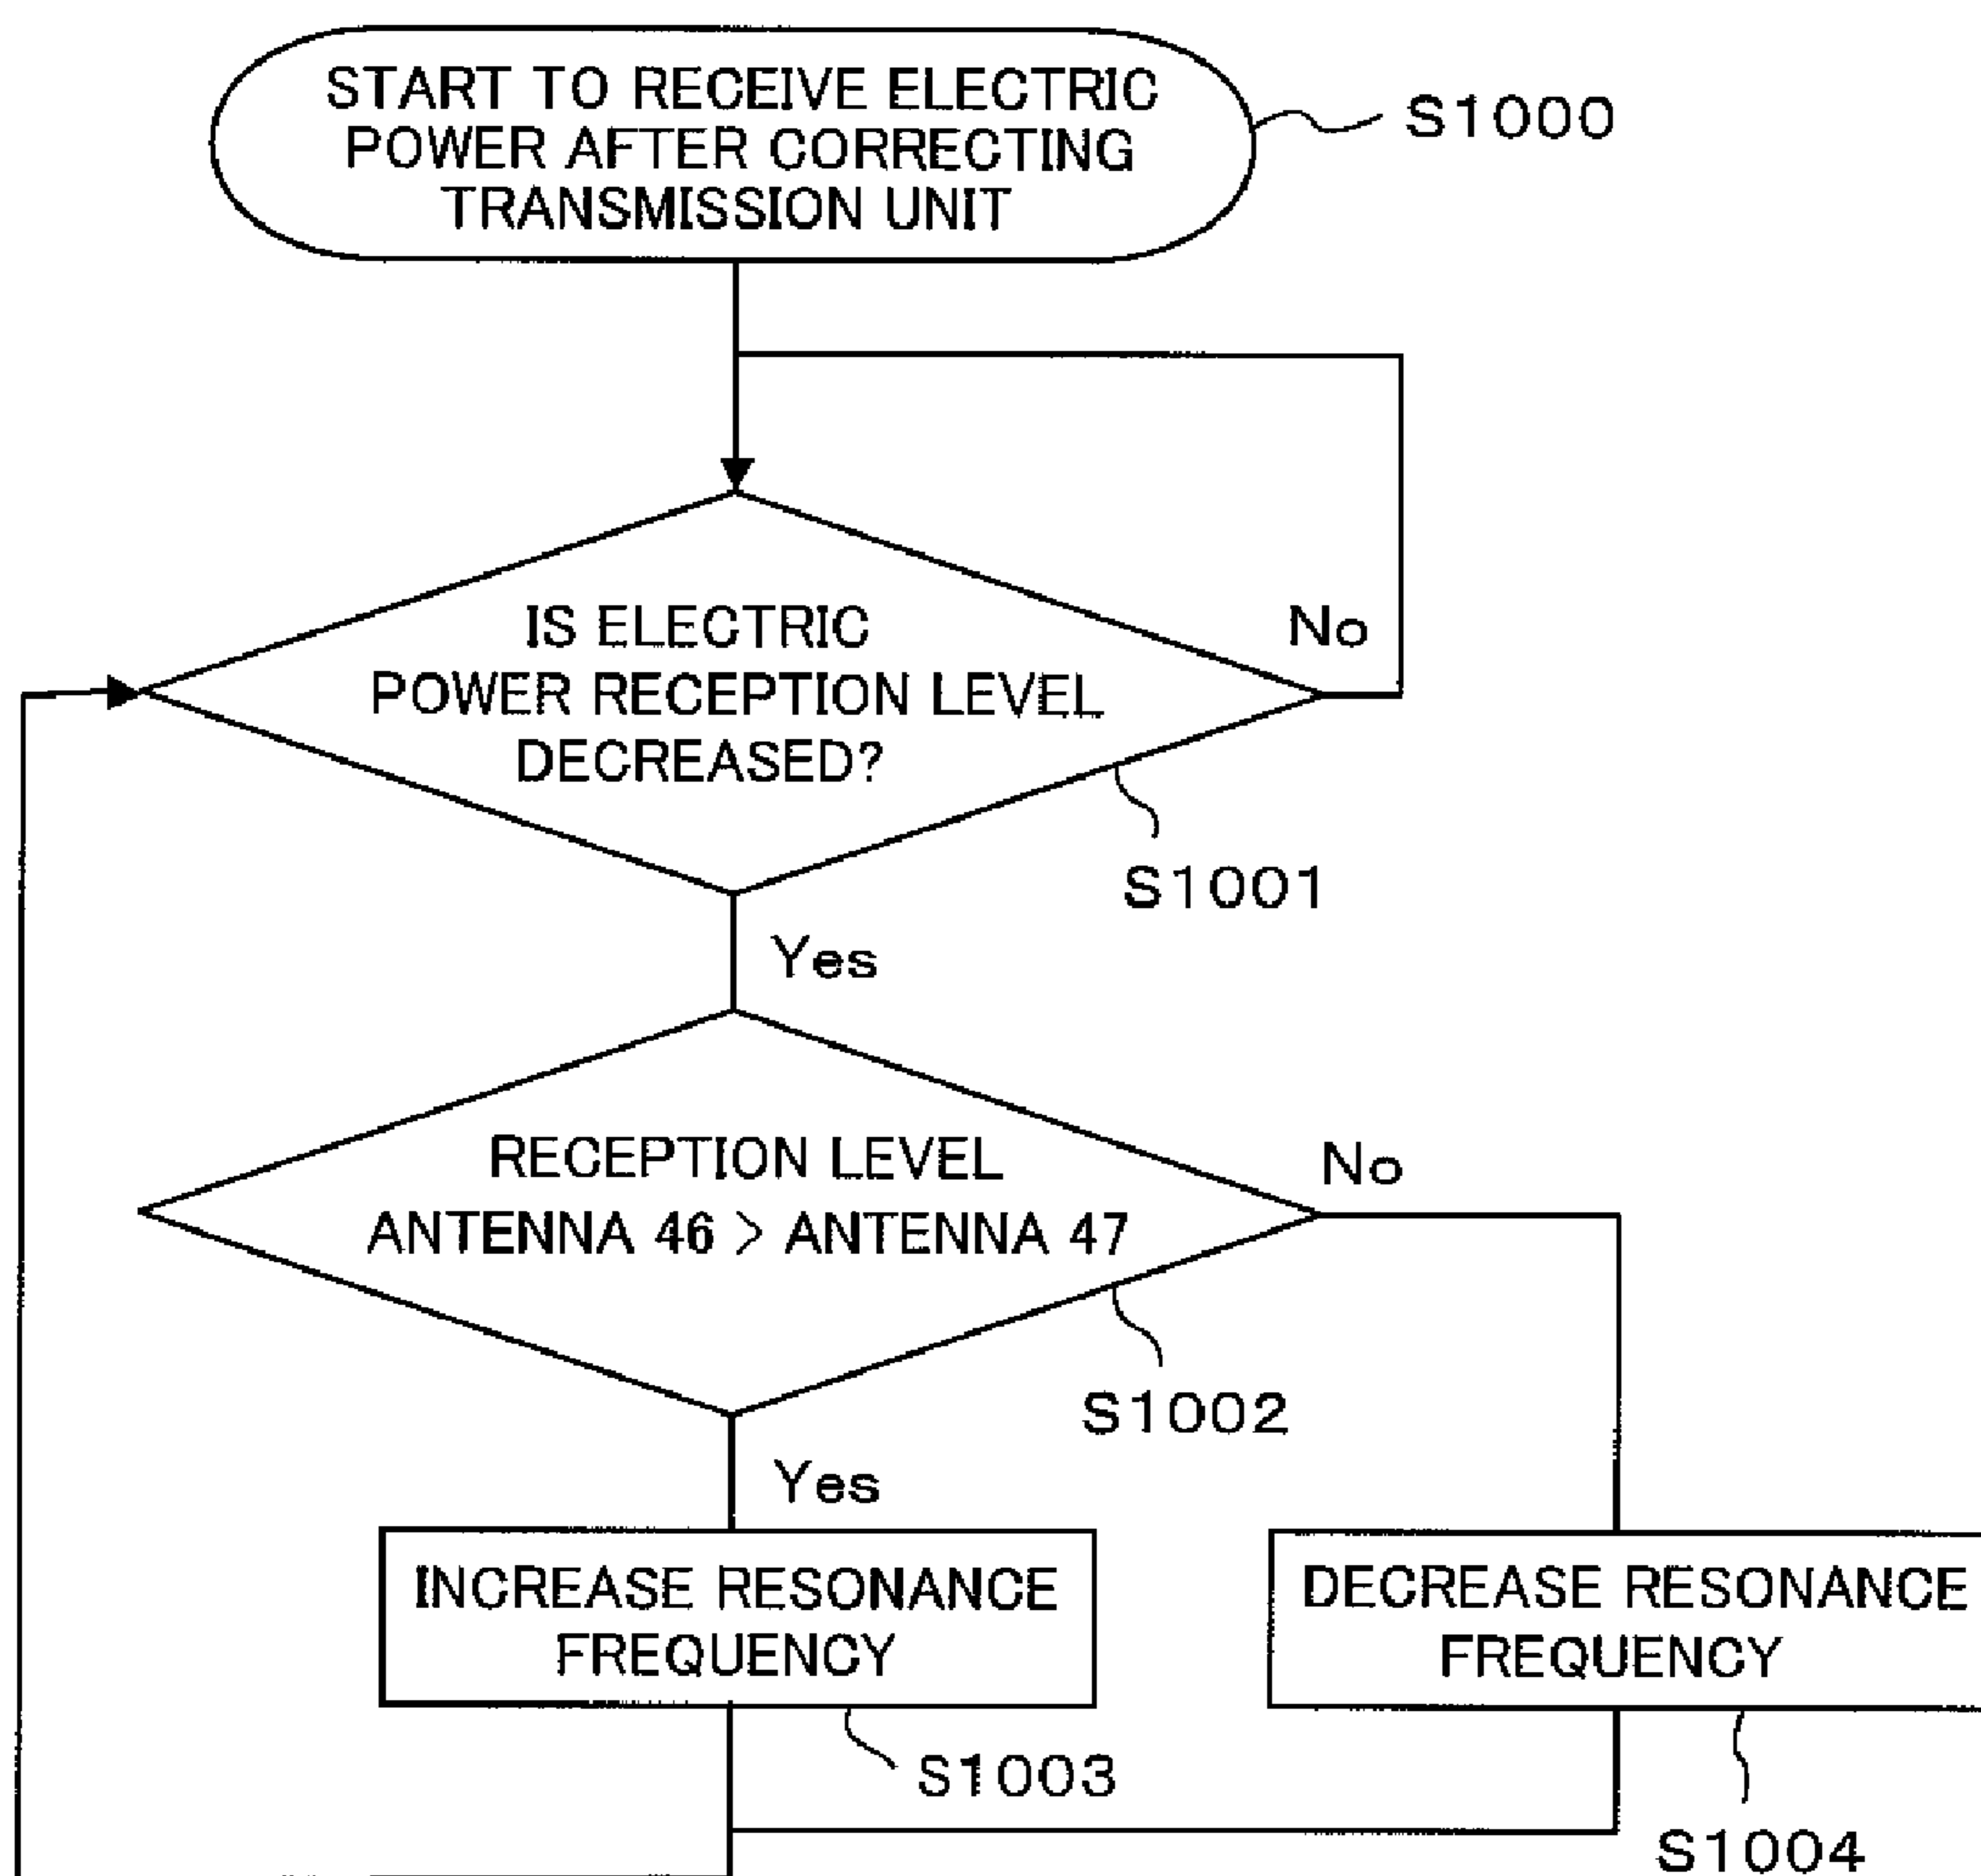 START TO RECEIVE ELECTRIC
POWER AFTER CORRECTING
TRANSMISSION UNIT
S1000
IS ELECTRIC
POWER RECEPTION LEVEL
DECREASED?
No
S1001
Yes
RECEPTION LEVEL
ANTENNA 46 > ANTENNA 47
No
S1002
Yes
INCREASE RESONANCE
FREQUENCY
S1003
DECREASE RESONANCE
FREQUENCY
S1004